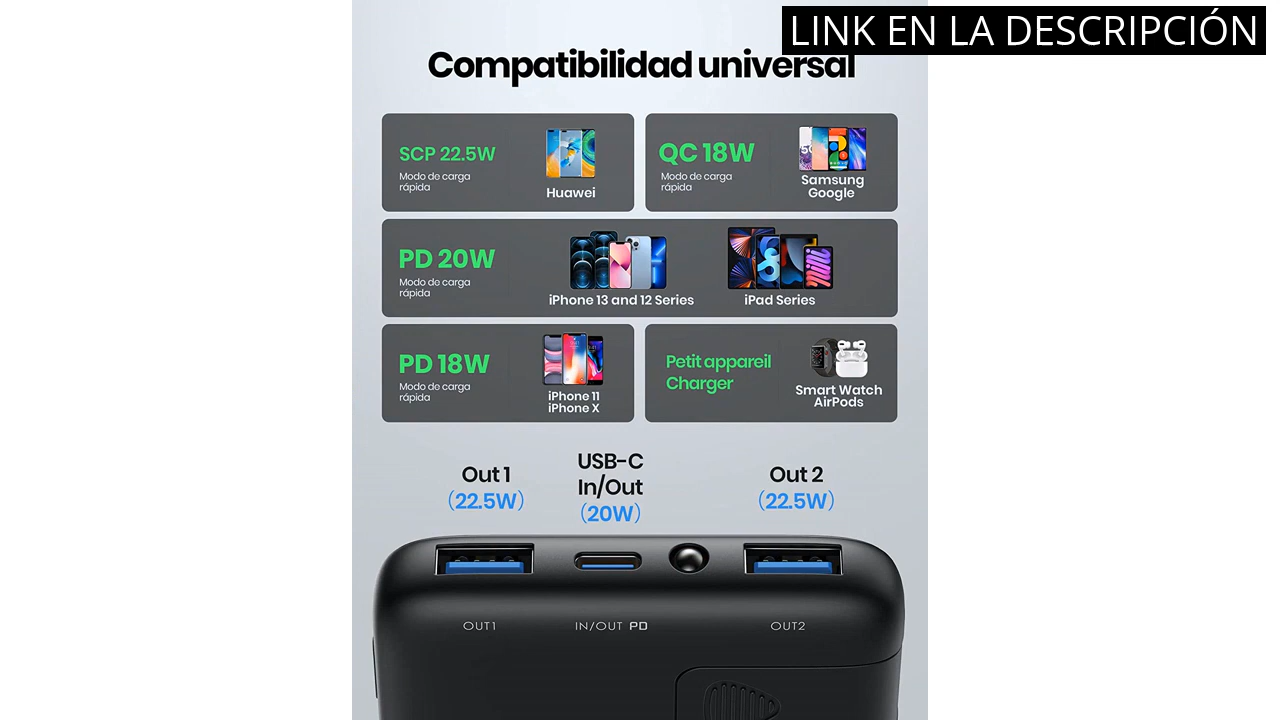 LINK EN LA DESCRIPCIÓN
Compatibilidad universal
SCP 22.5W
Modo de carga
rápida
Huawei
QC 18W
Modo de carga
rápida
Samsung
Google
PD 20W
Modo de carga
rápida
iPhone 13 and 12 Series
iPad Series
PD 18W
Modo de carga
rápida
iPhone 11
iPhone X
Petit appareil
Charger
Smart Watch
AirPods
Out 1
(22.5W)
USB-C
In/Out
(20W)
Out 2
(22.5W)
OUT1
IN/OUT PD
OUT2